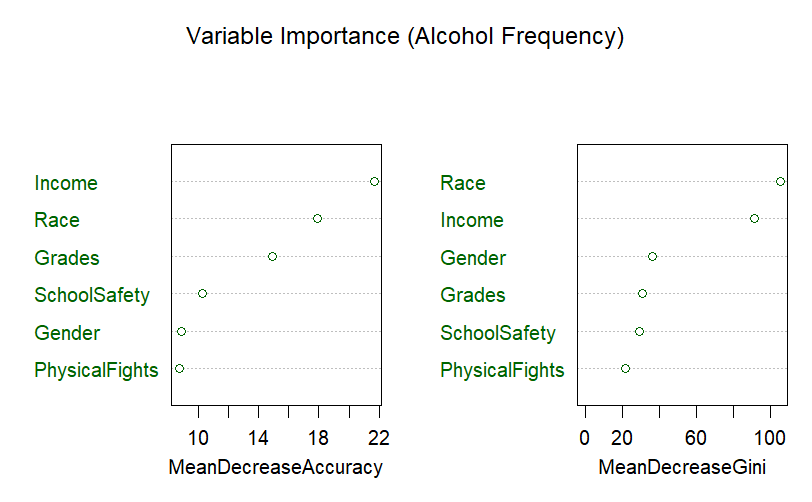 Variable Importance (Alcohol Frequency)
Income
Race
Grades
SchoolSafety
Gender
PhysicalFights
10 14 18 22
MeanDecreaseAccuracy
Race
Income
Gender
Grades
SchoolSafety
PhysicalFights
0 20 60 100
MeanDecreaseGini